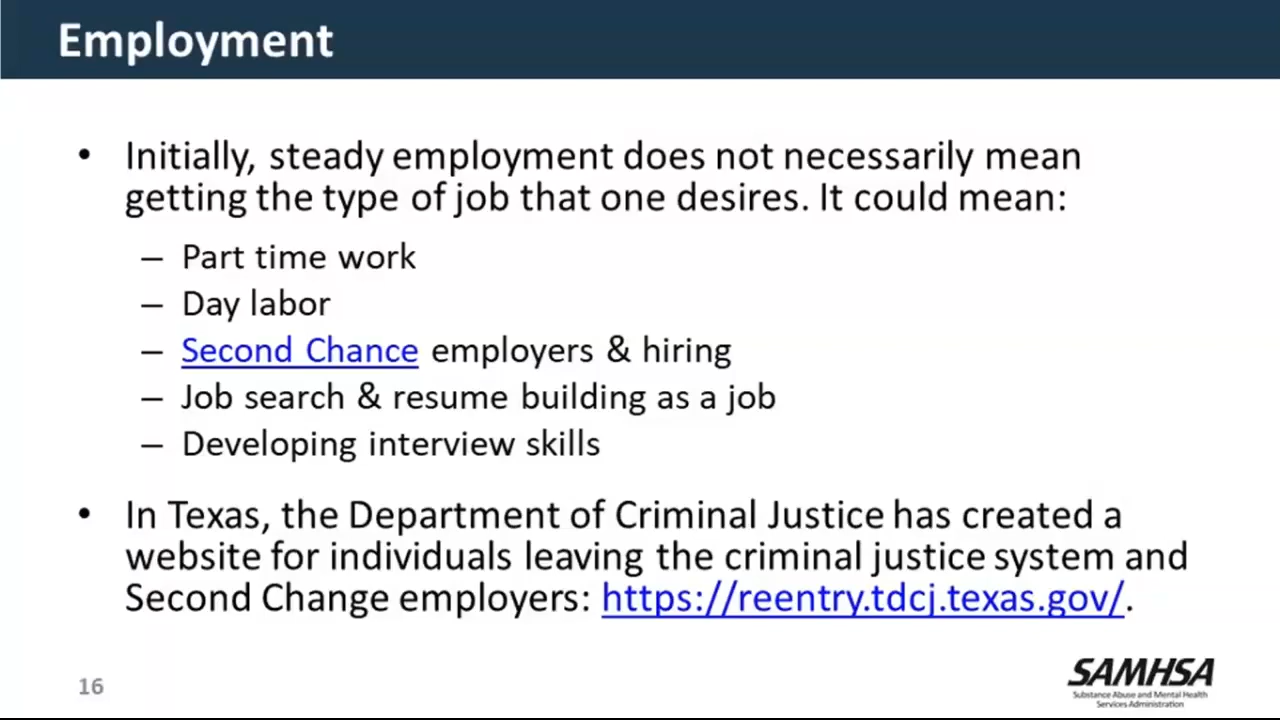 Employment
• Initially, steady employment does not necessarily mean
getting the type of job that one desires. It could mean:
– Part time work
– Day labor
– Second Chance employers & hiring
– Job search & resume building as a job
– Developing interview skills
• In Texas, the Department of Criminal Justice has created a
website for individuals leaving the criminal justice system and
Second Change employers: https://reentry.tdcj.texas.gov/.
16
SAMHSA
Substance Abuse and Mental Health
Services Administration